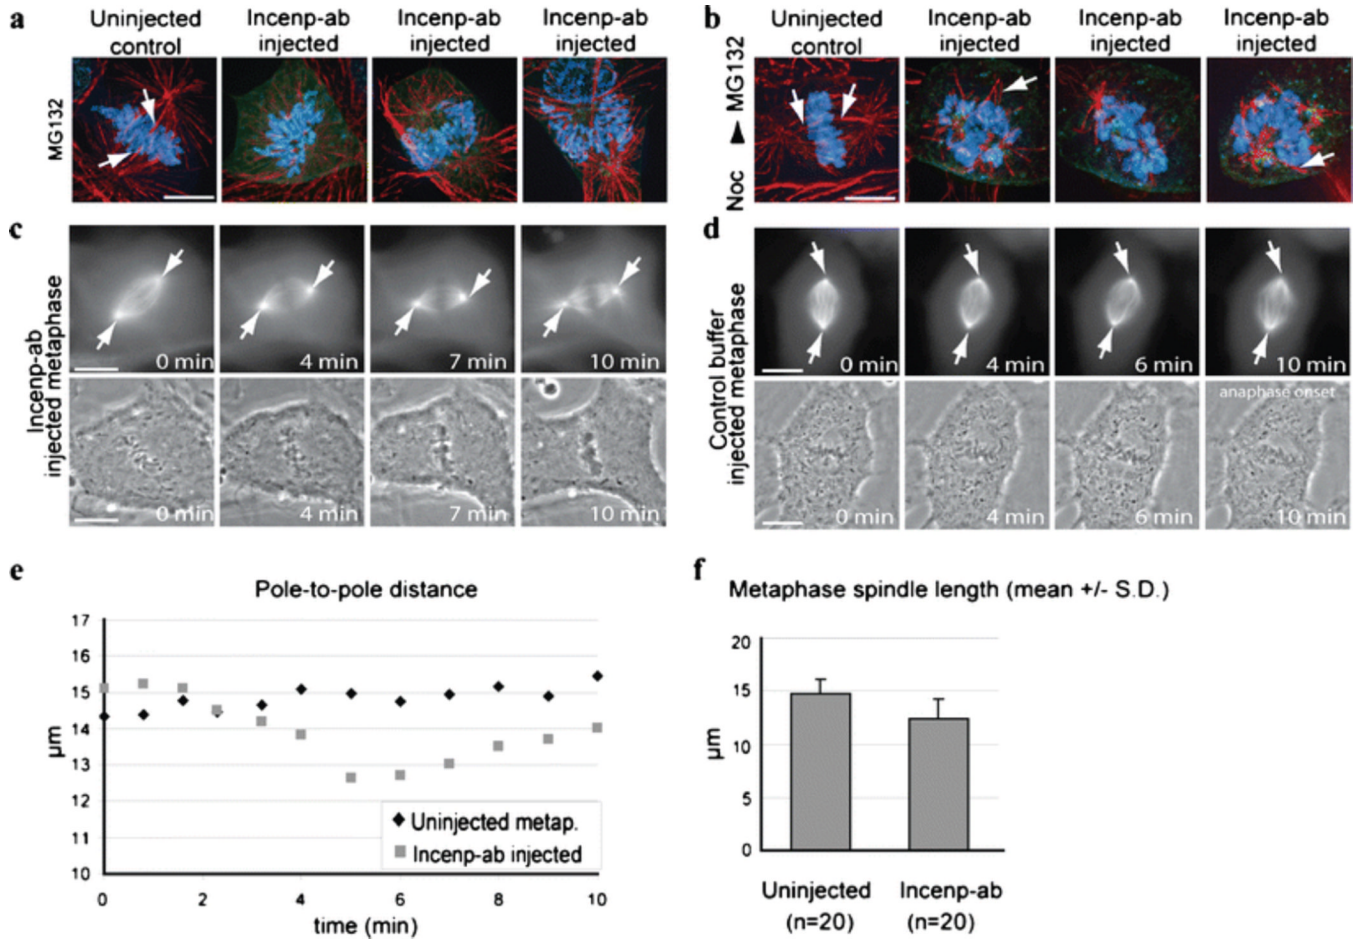 a
Uninjected control
Incenp-ab injected
Incenp-ab injected
Incenp-ab injected
MG132
b
Uninjected control
Incenp-ab injected
Incenp-ab injected
Incenp-ab injected
Noc ► MG132
c
Incenp-ab
injected metaphase
0 min
4 min
7 min
10 min
0 min
4 min
7 min
10 min
d
Control buffer
injected metaphase
0 min
4 min
6 min
10 min
anaphase onset
0 min
4 min
6 min
10 min
e
Pole-to-pole distance
17
16
15
14
13
12
11
10
µm
Uninjected metap.
Incenp-ab injected
0 2 4 6 8 10
time (min)
f
Metaphase spindle length (mean +/- S.D.)
20
15
10
5
0
µm
Uninjected Incenp-ab
(n=20) (n=20)